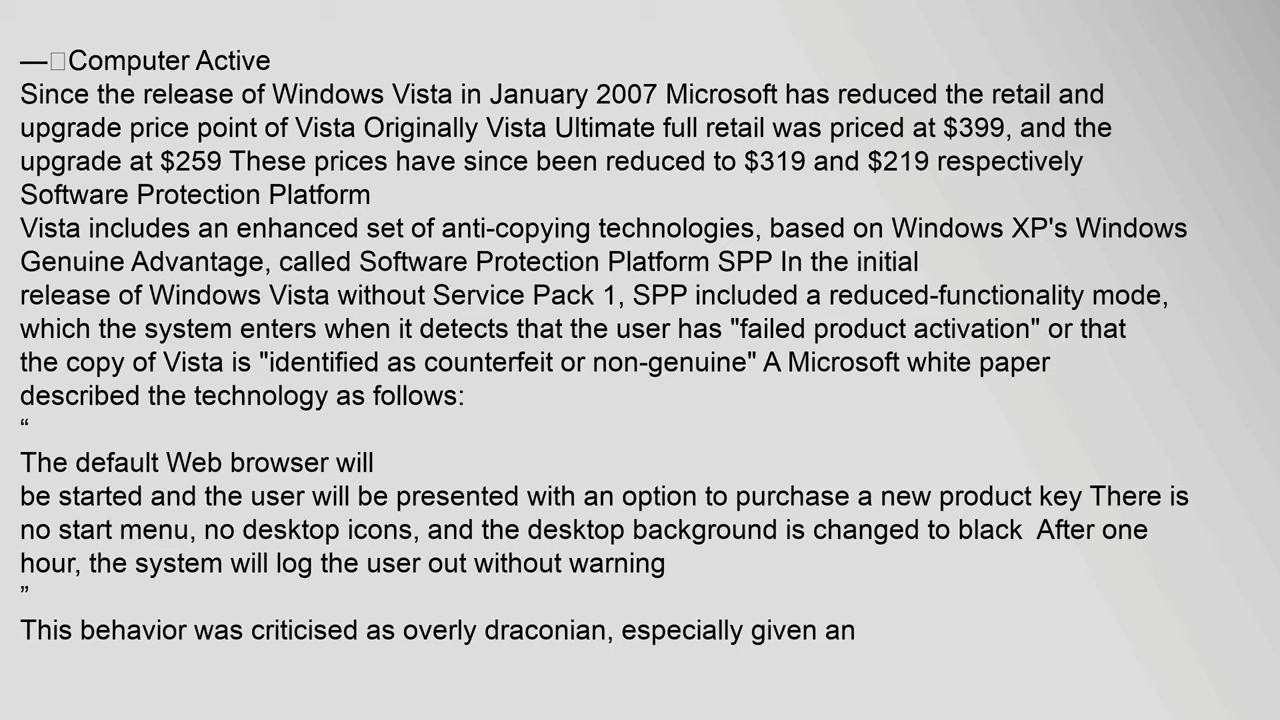 —□Computer Active
Since the release of Windows Vista in January 2007 Microsoft has reduced the retail and
upgrade price point of Vista Originally Vista Ultimate full retail was priced at $399, and the
upgrade at $259 These prices have since been reduced to $319 and $219 respectively
Software Protection Platform
Vista includes an enhanced set of anti-copying technologies, based on Windows XP's Windows
Genuine Advantage, called Software Protection Platform SPP In the initial
release of Windows Vista without Service Pack 1, SPP included a reduced-functionality mode,
which the system enters when it detects that the user has "failed product activation" or that
the copy of Vista is "identified as counterfeit or non-genuine" A Microsoft white paper
described the technology as follows:
“
The default Web browser will
be started and the user will be presented with an option to purchase a new product key There is
no start menu, no desktop icons, and the desktop background is changed to black  After one
hour, the system will log the user out without warning
”
This behavior was criticised as overly draconian, especially given an